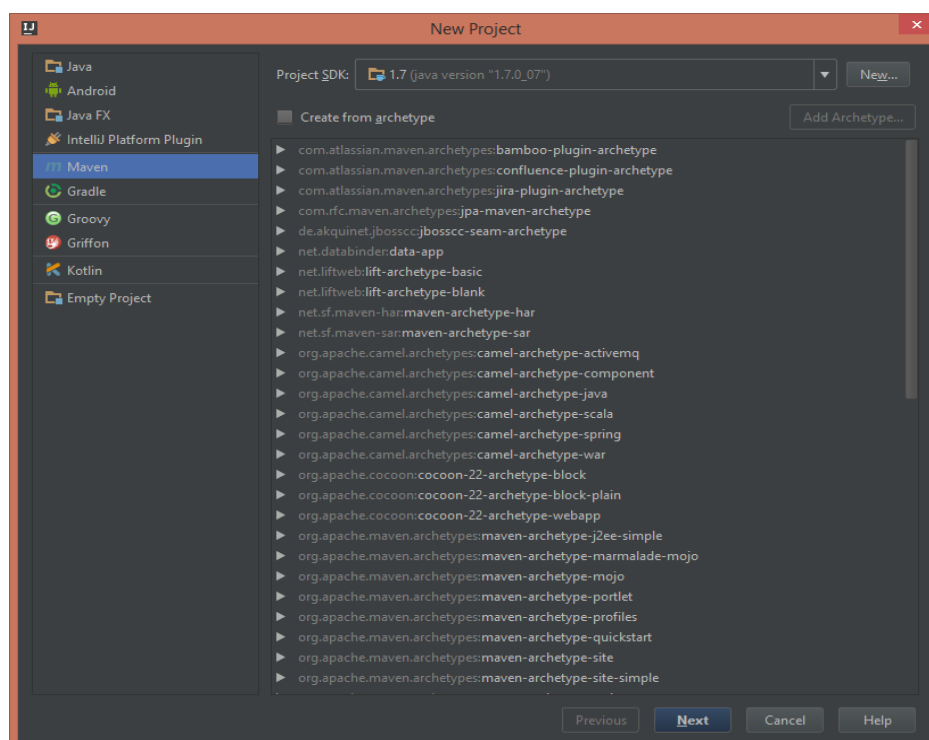 New Project
Java
Android
Java FX
IntelliJ Platform Plugin
Maven
Gradle
Groovy
Griffon
Kotlin
Empty Project
Project SDK: 1.7 (java version "1.7.0_07") New...
Create from archetype Add Archetype...
com.atlassian.maven.archetypes:bamboo-plugin-archetype
com.atlassian.maven.archetypes:confluence-plugin-archetype
com.atlassian.maven.archetypes:jira-plugin-archetype
com.rfc.maven.archetypes:jpa-maven-archetype
de.akquinet.jbosscc:jbosscc-seam-archetype
net.databinder:data-app
net.liftweb:lift-archetype-basic
net.liftweb:lift-archetype-blank
net.sf.maven-har:maven-archetype-har
net.sf.maven-sar:maven-archetype-sar
org.apache.camel.archetypes:camel-archetype-activemq
org.apache.camel.archetypes:camel-archetype-component
org.apache.camel.archetypes:camel-archetype-java
org.apache.camel.archetypes:camel-archetype-scala
org.apache.camel.archetypes:camel-archetype-spring
org.apache.camel.archetypes:camel-archetype-war
org.apache.cocoon:cocoon-22-archetype-block
org.apache.cocoon:cocoon-22-archetype-block-plain
org.apache.cocoon:cocoon-22-archetype-webapp
org.apache.maven.archetypes:maven-archetype-j2ee-simple
org.apache.maven.archetypes:maven-archetype-marmalade-mojo
org.apache.maven.archetypes:maven-archetype-mojo
org.apache.maven.archetypes:maven-archetype-portlet
org.apache.maven.archetypes:maven-archetype-profiles
org.apache.maven.archetypes:maven-archetype-quickstart
org.apache.maven.archetypes:maven-archetype-site
org.apache.maven.archetypes:maven-archetype-site-simple
Previous Next Cancel Help